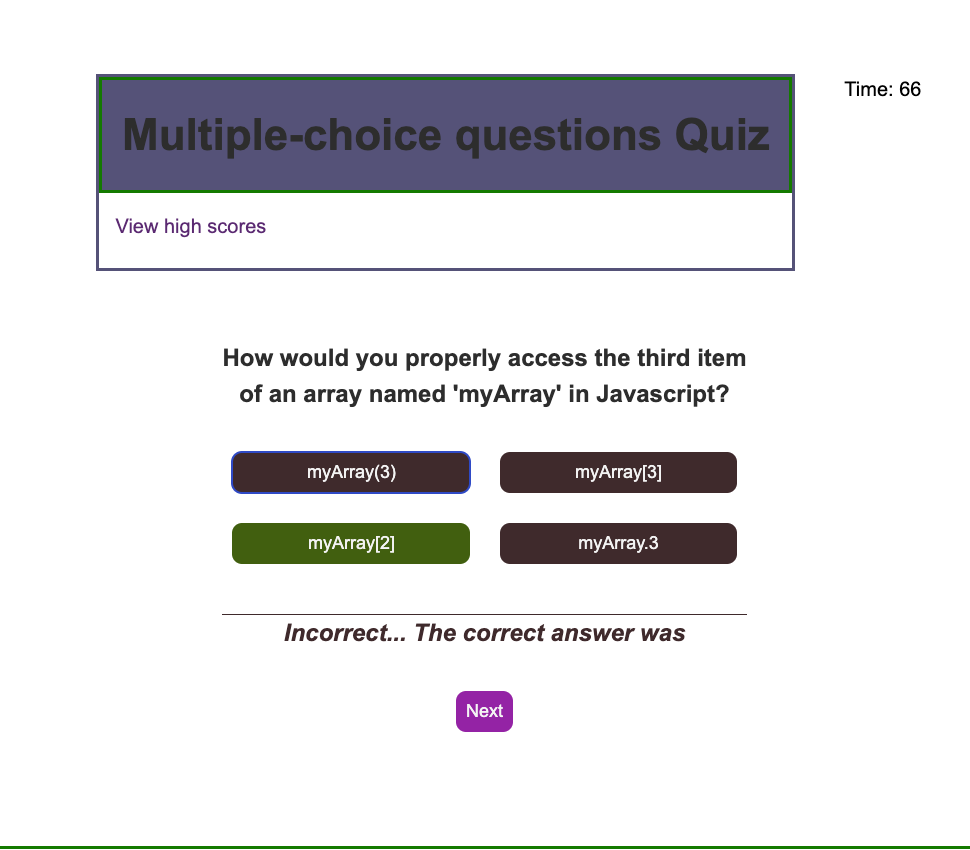 Time: 66
Multiple-choice questions Quiz
View high scores
How would you properly access the third item
of an array named 'myArray' in Javascript?
myArray(3)
myArray[3]
myArray[2]
myArray.3
Incorrect... The correct answer was
Next